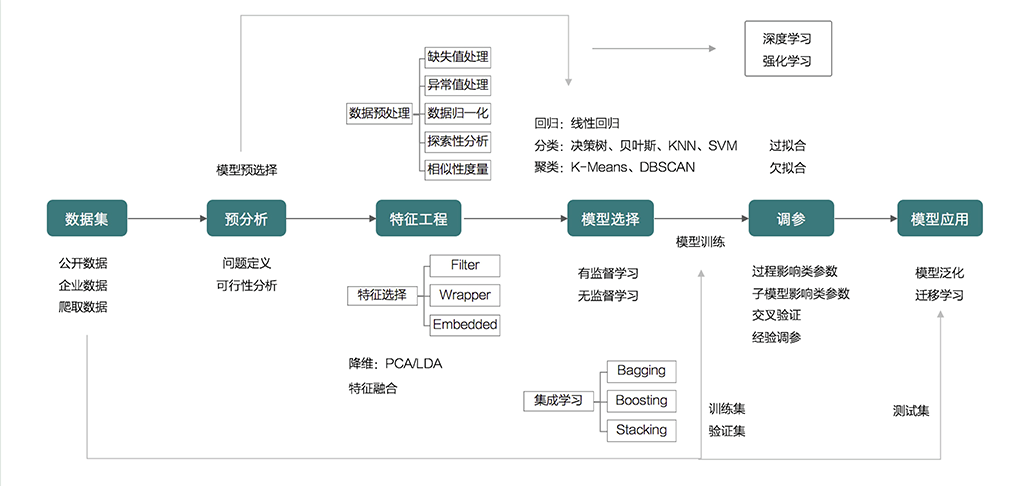 深度学习
强化学习
缺失值处理
异常值处理
数据预处理
数据归一化
探索性分析
相似性度量
回归：线性回归
分类：决策树、贝叶斯、KNN、SVM
聚类：K-Means、DBSCAN
过拟合
欠拟合
模型预选择
数据集
预分析
特征工程
模型选择
调参
模型应用
模型训练
公开数据
企业数据
爬取数据
问题定义
可行性分析
特征选择
Filter
Wrapper
Embedded
降维：PCA/LDA
特征融合
有监督学习
无监督学习
过程影响类参数
子模型影响类参数
交叉验证
经验调参
模型泛化
迁移学习
集成学习
Bagging
Boosting
Stacking
训练集
验证集
测试集